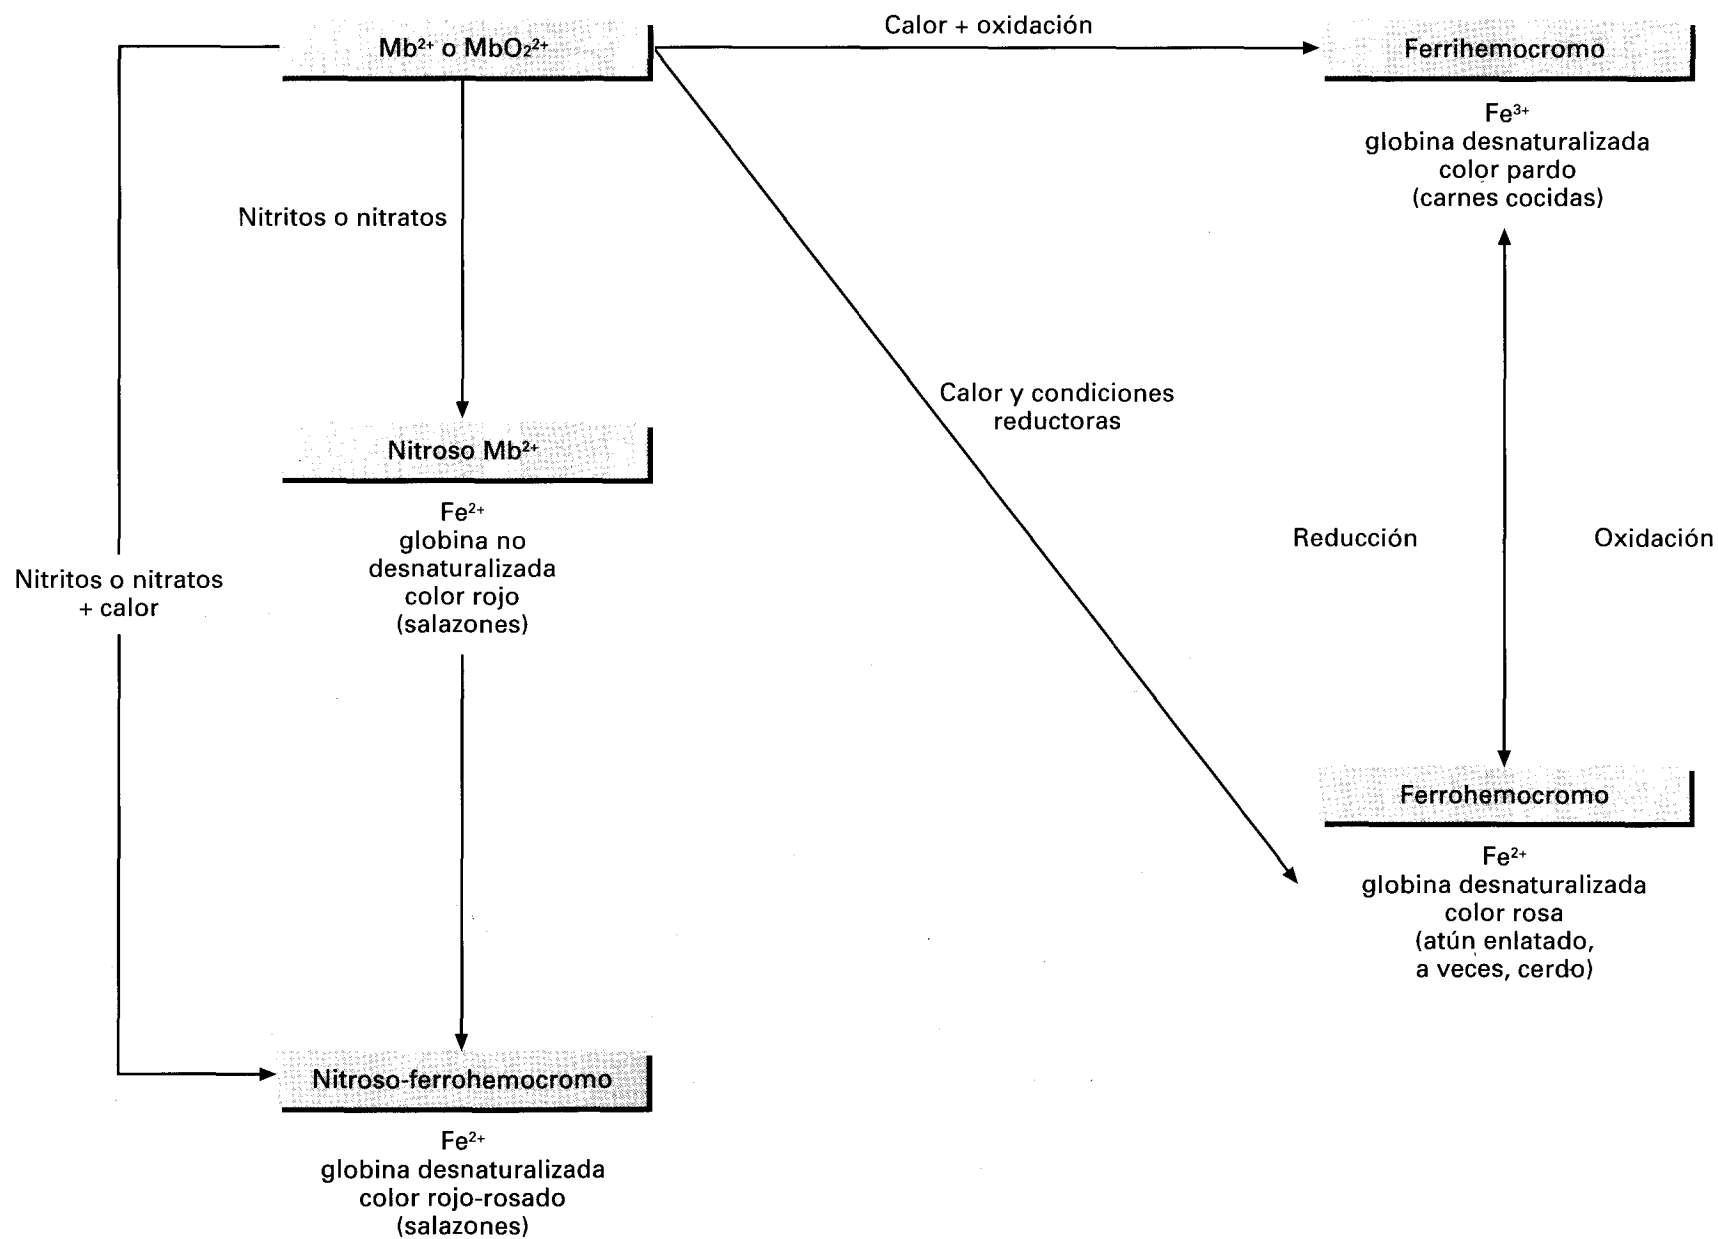 Mb²⁺ o MbO₂²⁺
Calor + oxidación
Ferrihemocromo
Fe³⁺
globina desnaturalizada
color pardo
(carnes cocidas)
Nitritos o nitratos
Calor y condiciones
reductoras
Nitroso Mb²⁺
Fe²⁺
globina no
desnaturalizada
color rojo
(salazones)
Reducción
Oxidación
Nitritos o nitratos
+ calor
Ferrohemocromo
Fe²⁺
globina desnaturalizada
color rosa
(atún enlatado,
a veces, cerdo)
Nitroso-ferrohemocromo
Fe²⁺
globina desnaturalizada
color rojo-rosado
(salazones)